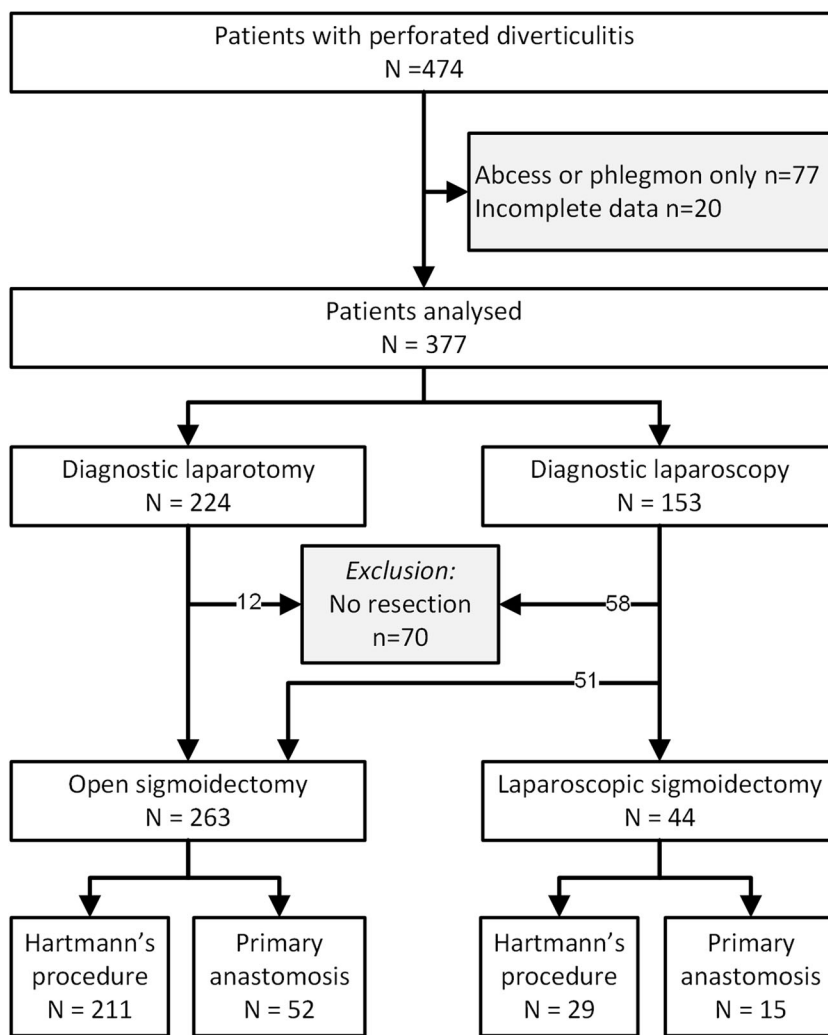 Patients with perforated diverticulitis
N =474
Abcess or phlegmon only n=77
Incomplete data n=20
Patients analysed
N = 377
Diagnostic laparotomy
N = 224
Diagnostic laparoscopy
N = 153
Exclusion:
No resection
n=70
12
58
51
Open sigmoidectomy
N = 263
Laparoscopic sigmoidectomy
N = 44
Hartmann's
procedure
N = 211
Primary
anastomosis
N = 52
Hartmann's
procedure
N = 29
Primary
anastomosis
N = 15